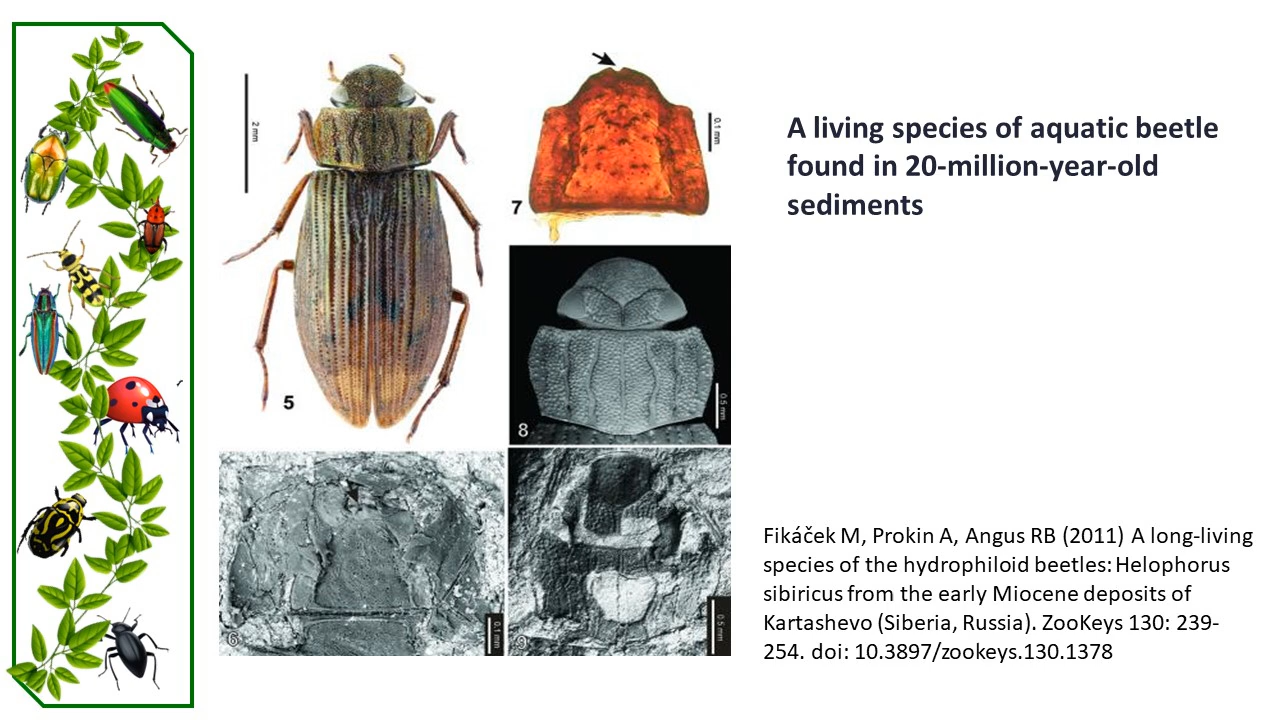 2 mm
5
7
0.1 mm
8
0.5 mm
6
0.1 mm
9
0.5 mm
A living species of aquatic beetle
found in 20-million-year-old
sediments
Fikáček M, Prokin A, Angus RB (2011) A long-living
species of the hydrophiloid beetles: Helophorus
sibiricus from the early Miocene deposits of
Kartashevo (Siberia, Russia). ZooKeys 130: 239-
254. doi: 10.3897/zookeys.130.1378